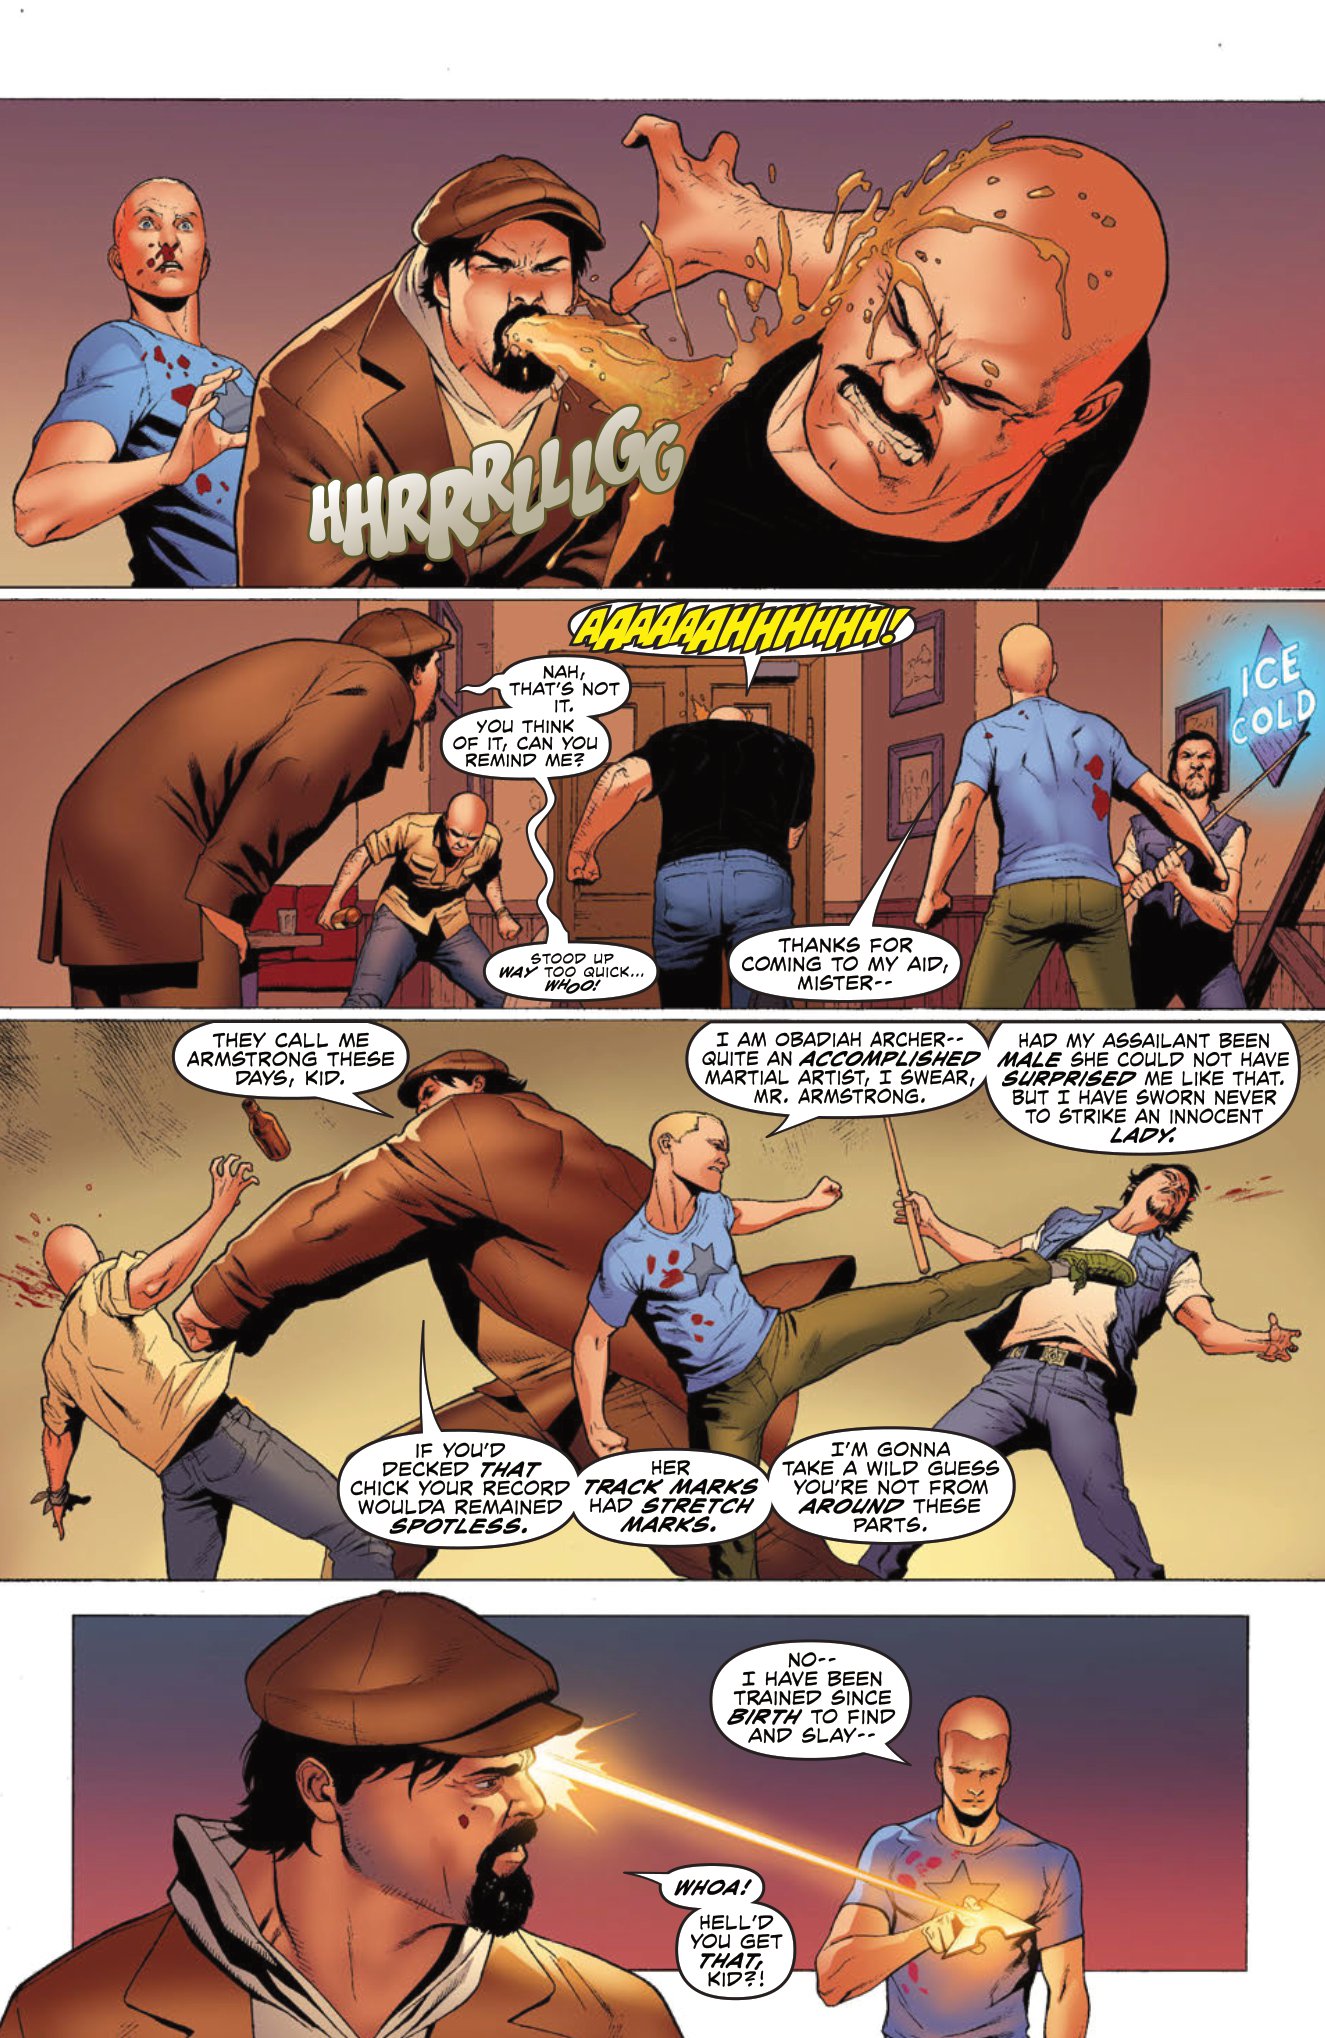 HHRRRRLLLLGGG
AAAAAAHHHHHHH!
NAH,
THAT'S NOT
IT.
YOU THINK
OF IT, CAN YOU
REMIND ME?
STOOD UP
WAY TOO QUICK...
WHOO!
THANKS FOR
COMING TO MY AID,
MISTER--
ICE
COLD
THEY CALL ME
ARMSTRONG THESE
DAYS, KID.
I AM OBADIAH ARCHER--
QUITE AN ACCOMPLISHED
MARTIAL ARTIST, I SWEAR,
MR. ARMSTRONG.
HAD MY ASSAILANT BEEN
MALE SHE COULD NOT HAVE
SURPRISED ME LIKE THAT.
BUT I HAVE SWORN NEVER
TO STRIKE AN INNOCENT
LADY.
IF YOU'D
DECKED THAT
CHICK YOUR RECORD
WOULDA REMAINED
SPOTLESS.
HER
TRACK MARKS
HAD STRETCH
MARKS.
I'M GONNA
TAKE A WILD GUESS
YOU'RE NOT FROM
AROUND THESE
PARTS.
NO--
I HAVE BEEN
TRAINED SINCE
BIRTH TO FIND
AND SLAY--
WHOA!
HELL'D
YOU GET
THAT,
KID?!